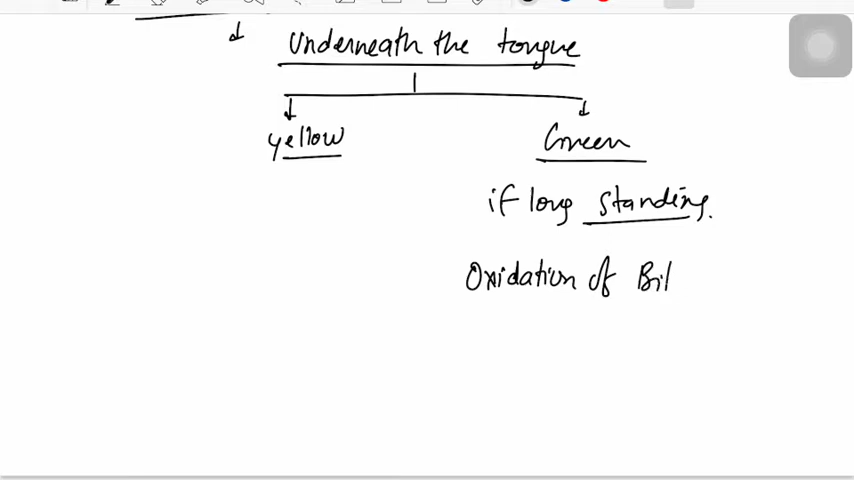 Underneath the tongue
yellow
Green
if long standing.
Oxidation of Bil